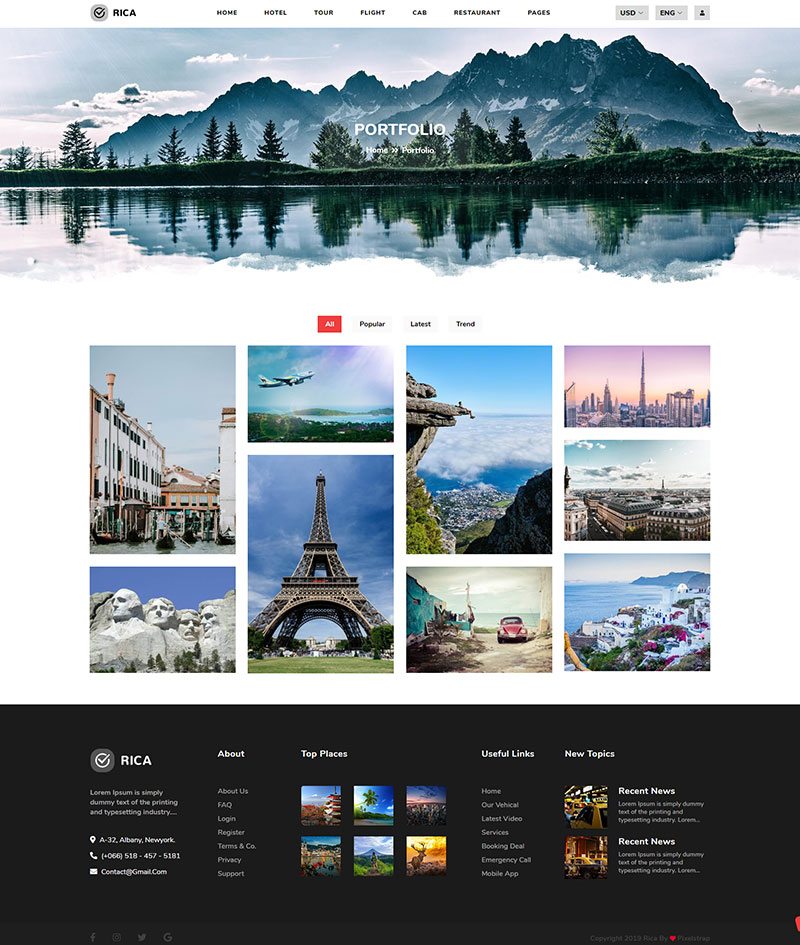 RICA
HOME HOTEL TOUR FLIGHT CAB RESTAURANT PAGES
USD ENG
PORTFOLIO
Home » Portfolio
All Popular Latest Trend
RICA
Lorem Ipsum is simply
dummy text of the printing
and typesetting industry....
A-32, Albany, Newyork.
(+066) 518 - 457 - 5181
Contact@Gmail.Com
About
About Us
FAQ
Login
Register
Terms & Co.
Privacy
Support
Top Places
Useful Links
Home
Our Vehical
Latest Video
Services
Booking Deal
Emergency Call
Mobile App
New Topics
Recent News
Lorem Ipsum is simply dummy
text of the printing and
typesetting industry. Lorem...
Recent News
Lorem Ipsum is simply dummy
text of the printing and
typesetting industry. Lorem...
Copyright 2019 Rica By ❤ Pixelstrap